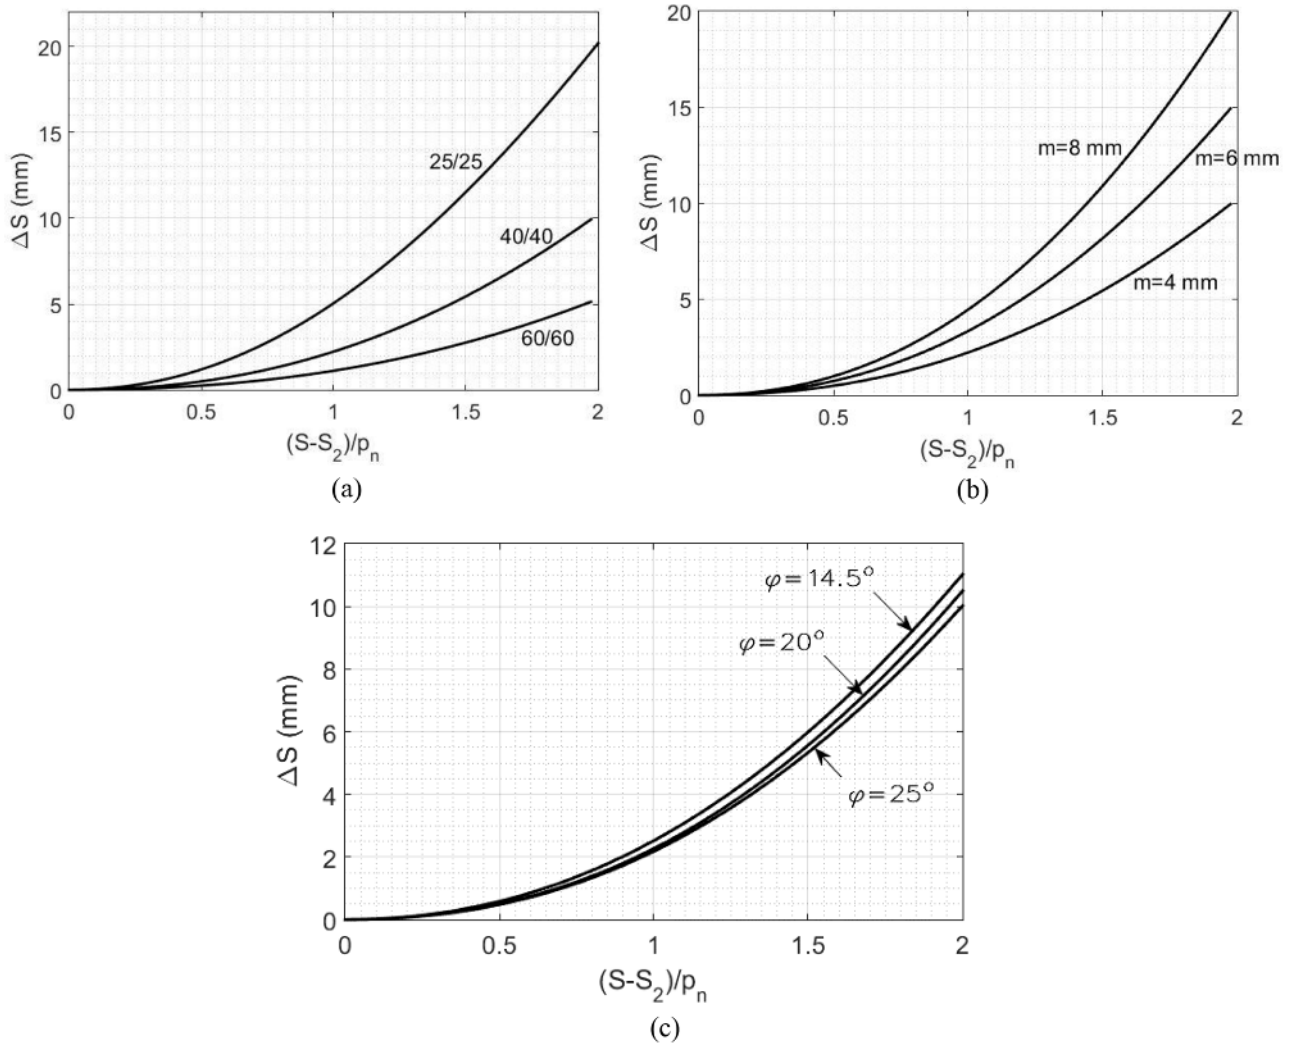 20
15
10
5
0
ΔS (mm)
25/25
40/40
60/60
0 0.5 1 1.5 2
(S-S₂)/pₙ
(a)
20
15
10
5
0
ΔS (mm)
m=8 mm
m=6 mm
m=4 mm
0 0.5 1 1.5 2
(S-S₂)/pₙ
(b)
12
10
8
6
4
2
0
ΔS (mm)
φ=14.5°
φ=20°
φ=25°
0 0.5 1 1.5 2
(S-S₂)/pₙ
(c)